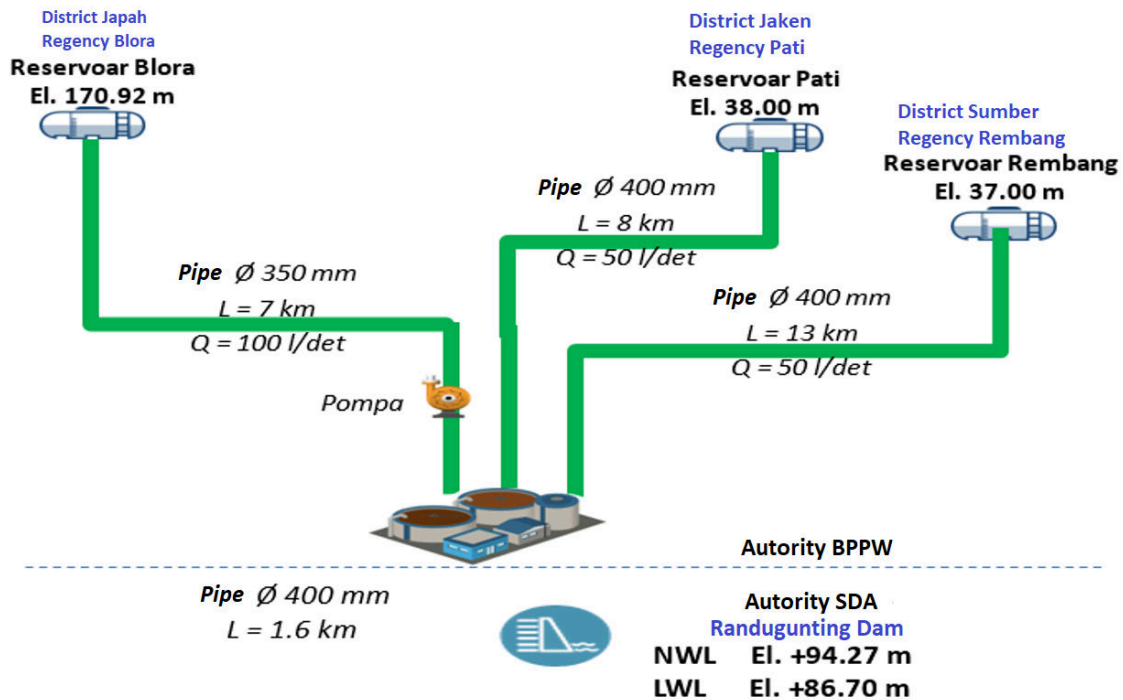 District Japah
Regency Blora
Reservoar Blora
El. 170.92 m
District Jaken
Regency Pati
Reservoar Pati
El. 38.00 m
District Sumber
Regency Rembang
Reservoar Rembang
El. 37.00 m
Pipe Ø 400 mm
L = 8 km
Q = 50 l/det
Pipe Ø 350 mm
L = 7 km
Q = 100 l/det
Pipe Ø 400 mm
L = 13 km
Q = 50 l/det
Pompa
Autority BPPW
Pipe Ø 400 mm
L = 1.6 km
Autority SDA
Randugunting Dam
NWL El. +94.27 m
LWL El. +86.70 m